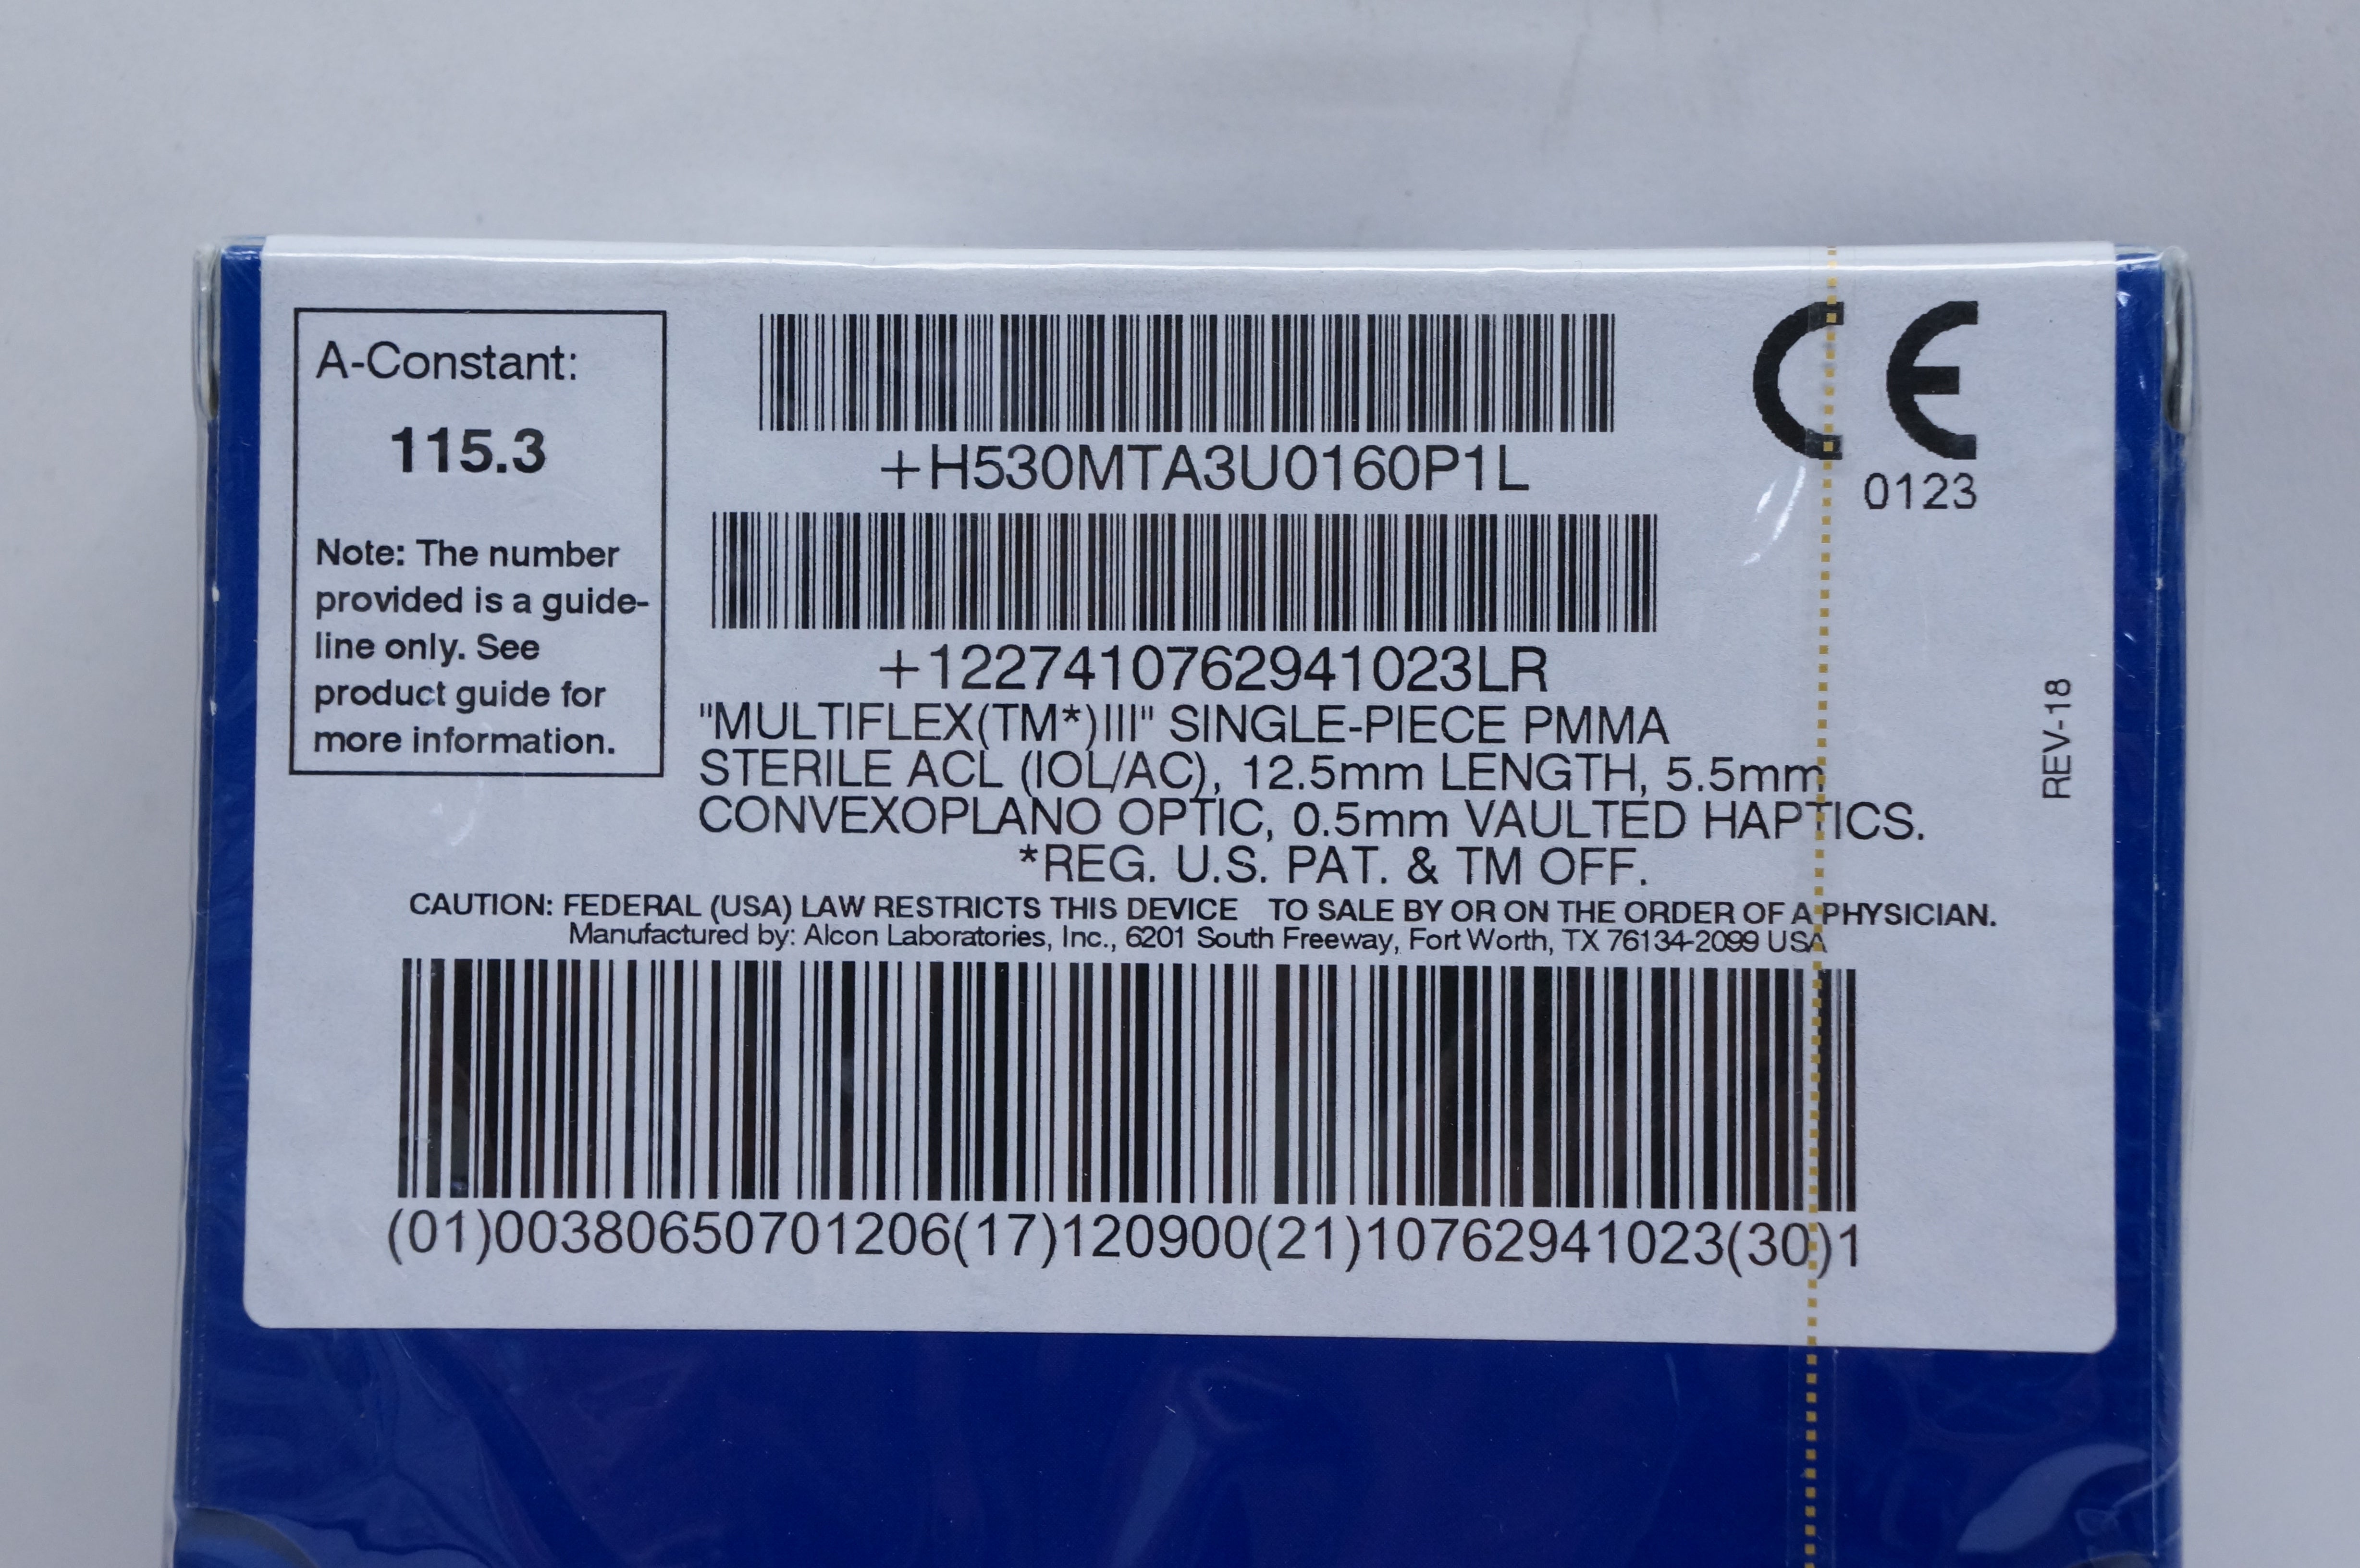 A-Constant:
115.3
Note: The number
provided is a guide-
line only. See
product guide for
more information.
+H530MTA3U0160P1L
CE
0123
+1227410762941023LR
"MULTIFLEX(TM*)III" SINGLE-PIECE PMMA
STERILE ACL (IOL/AC), 12.5mm LENGTH, 5.5mm
CONVEXOPLANO OPTIC, 0.5mm VAULTED HAPTICS.
*REG. U.S. PAT. & TM OFF.
REV-18
CAUTION: FEDERAL (USA) LAW RESTRICTS THIS DEVICE TO SALE BY OR ON THE ORDER OF A PHYSICIAN.
Manufactured by: Alcon Laboratories, Inc., 6201 South Freeway, Fort Worth, TX 76134-2099 USA
(01)00380650701206(17)120900(21)10762941023(30)1